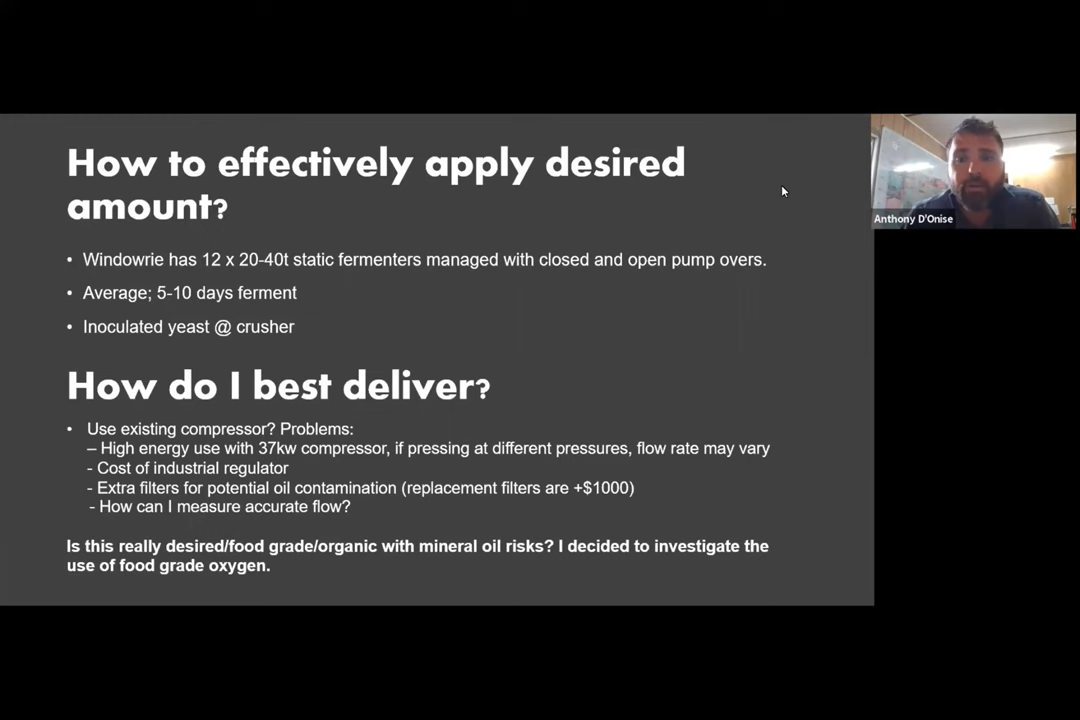 How to effectively apply desired
amount?
• Windowrie has 12 x 20-40t static fermenters managed with closed and open pump overs.
• Average; 5-10 days ferment
• Inoculated yeast @ crusher
How do I best deliver?
• Use existing compressor? Problems:
– High energy use with 37kw compressor, if pressing at different pressures, flow rate may vary
- Cost of industrial regulator
- Extra filters for potential oil contamination (replacement filters are +$1000)
- How can I measure accurate flow?
Is this really desired/food grade/organic with mineral oil risks? I decided to investigate the
use of food grade oxygen.
Anthony D'Onise